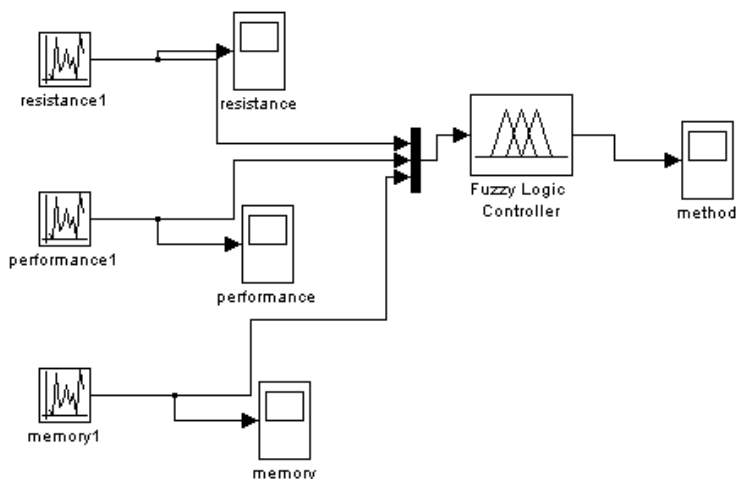 resistance1
resistance
Fuzzy Logic
Controller
method
performance1
performance
memory1
memory